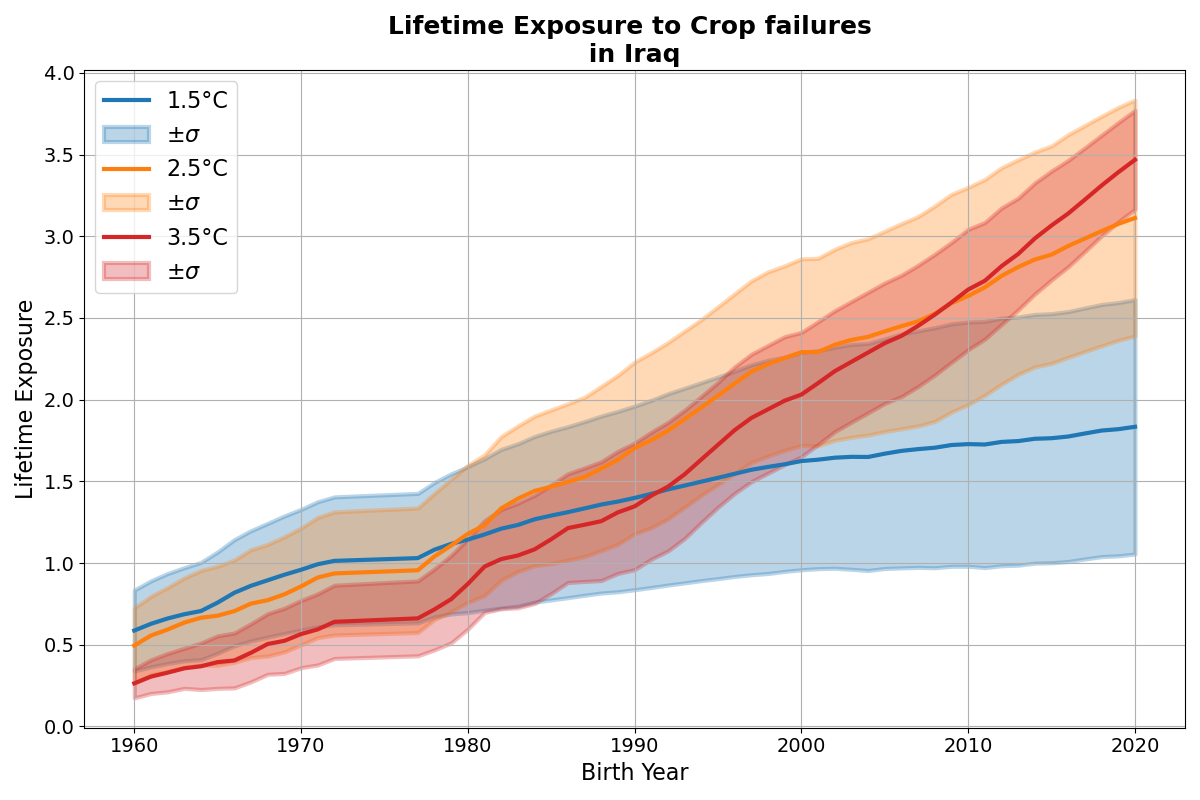 Lifetime Exposure to Crop failures
in Iraq
4.0
3.5
3.0
2.5
2.0
1.5
1.0
0.5
0.0
Lifetime Exposure
1.5°C
±σ
2.5°C
±σ
3.5°C
±σ
1960 1970 1980 1990 2000 2010 2020
Birth Year